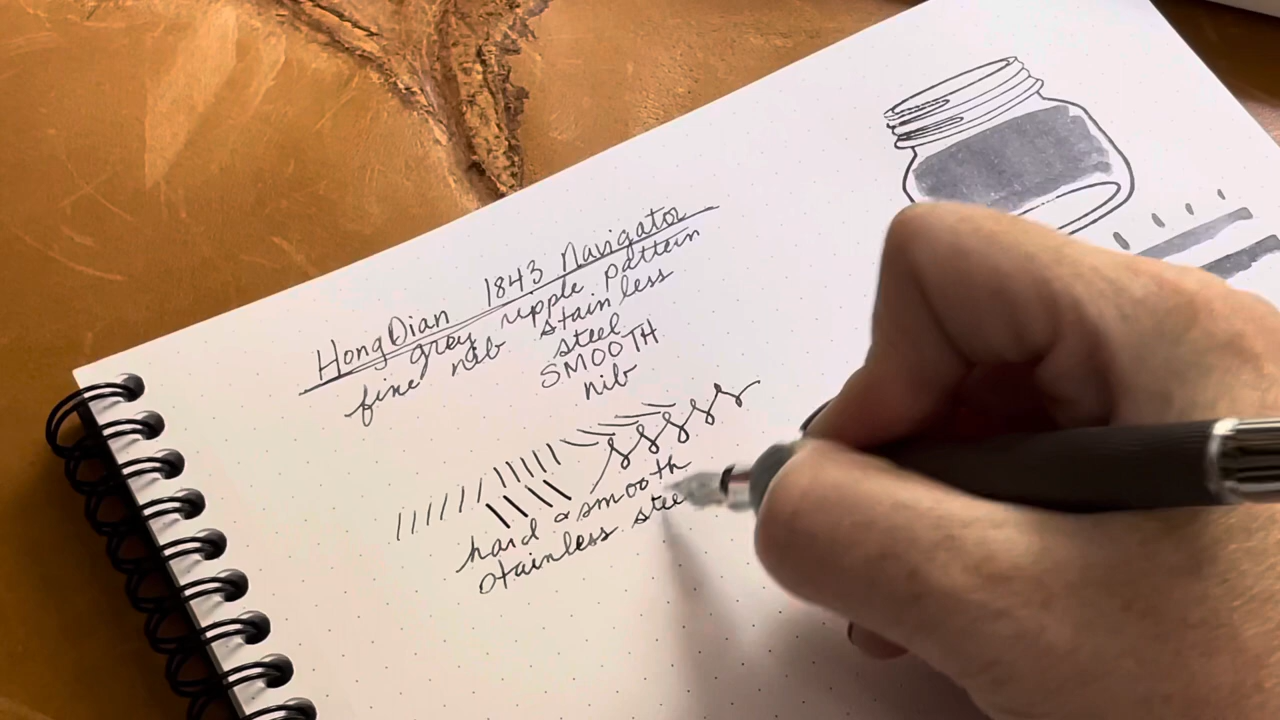 HongDian 1843 Navigator
grey ripple pattern
fine nib stainless
steel
SMOOTH
nib
hard & smooth
stainless stee